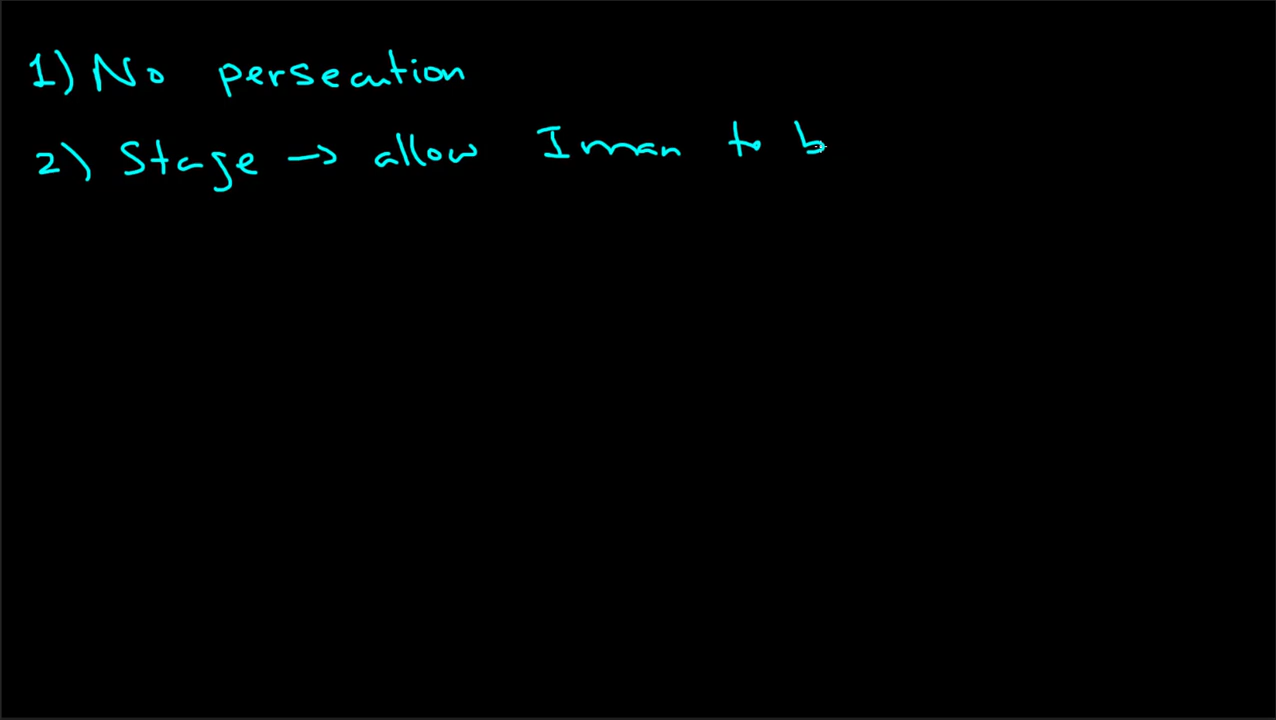 1) No persecution
2) Stage → allow Iman to b